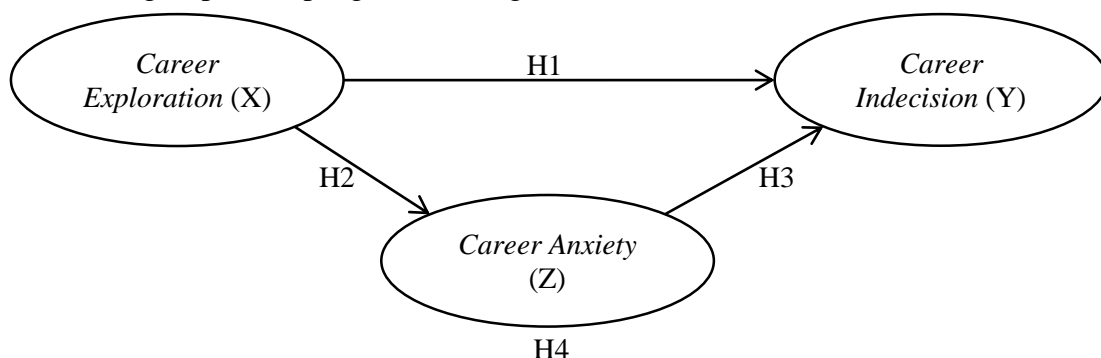 Career
Exploration (X)
H1
Career
Indecision (Y)
H2
H3
Career Anxiety
(Z)
H4